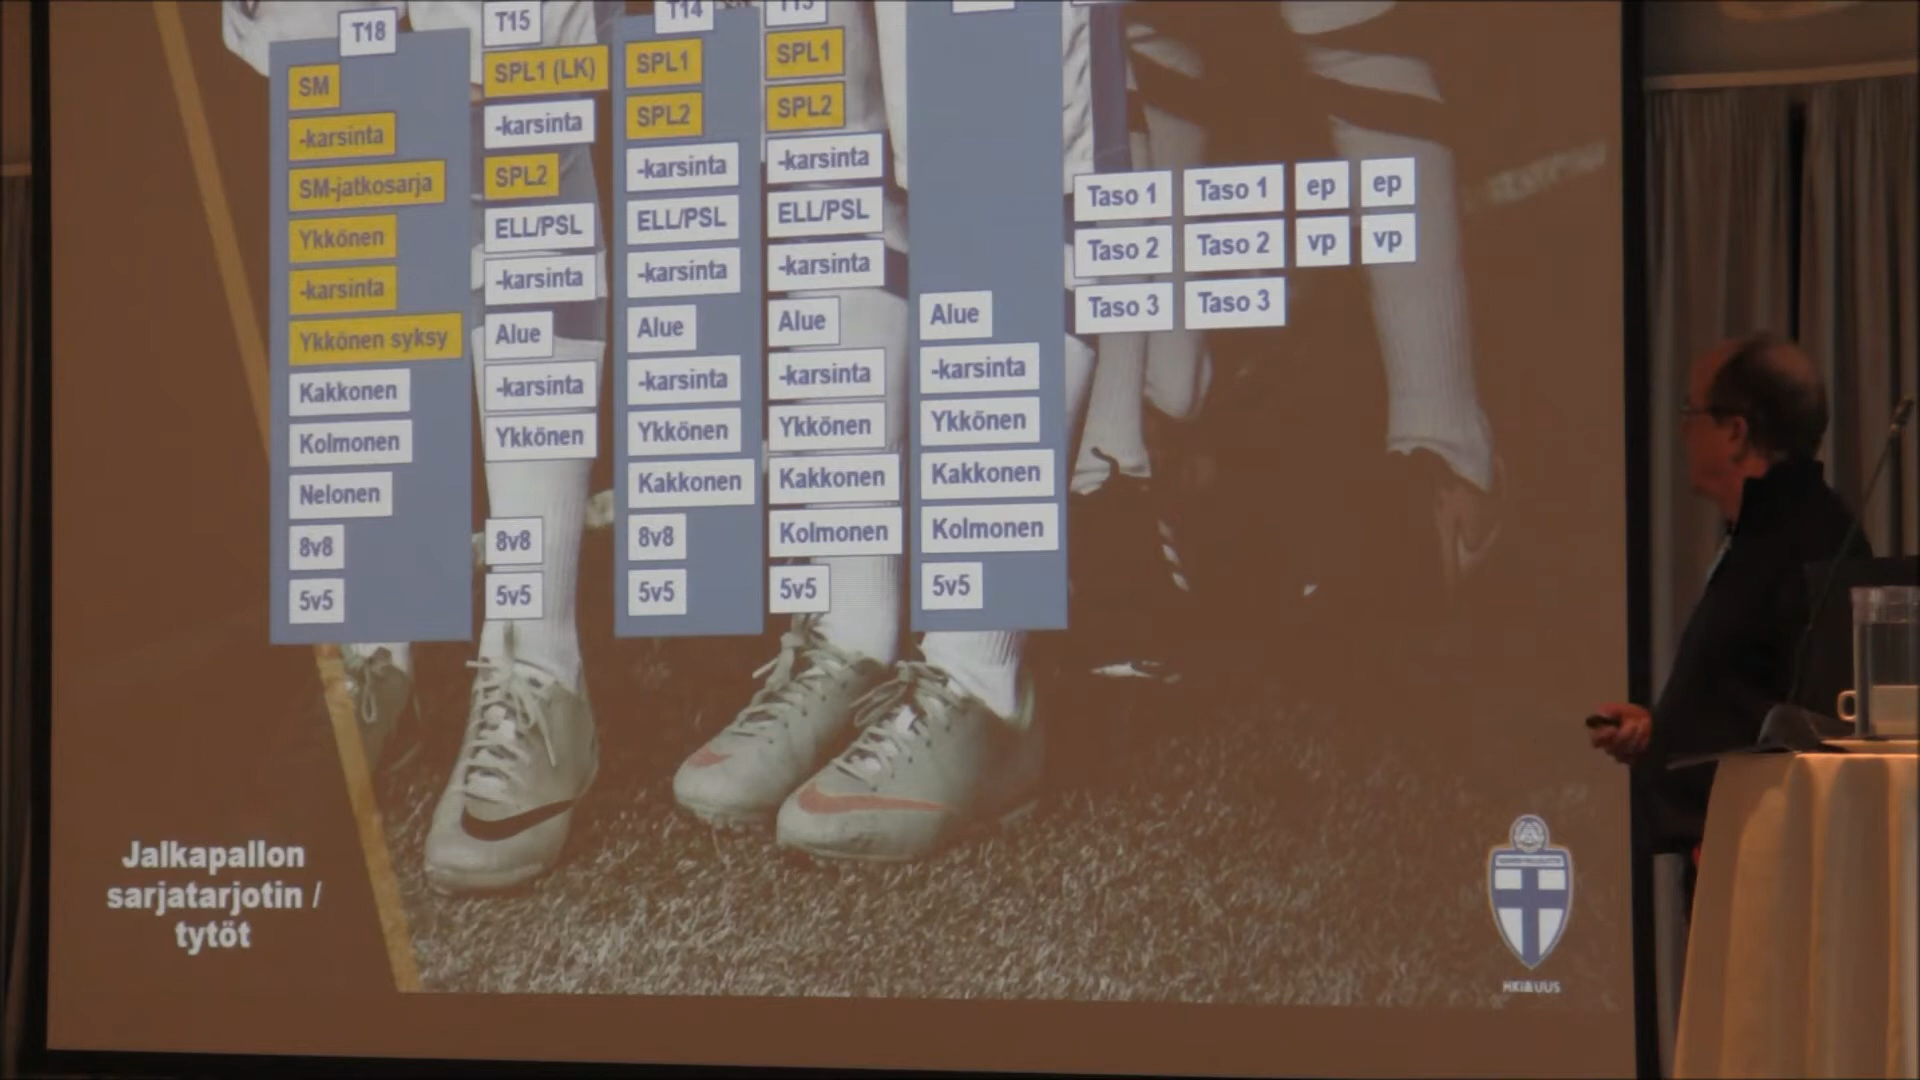 T18
SM
-karsinta
SM-jatkosarja
Ykkönen
-karsinta
Ykkönen syksy
Kakkonen
Kolmonen
Nelonen
8v8
5v5
T15
SPL1 (LK)
-karsinta
SPL2
ELL/PSL
-karsinta
Alue
-karsinta
Ykkönen
8v8
5v5
T14
SPL1
SPL2
-karsinta
ELL/PSL
-karsinta
Alue
-karsinta
Ykkönen
Kakkonen
8v8
5v5
T13
SPL1
SPL2
-karsinta
ELL/PSL
-karsinta
Alue
-karsinta
Ykkönen
Kakkonen
Kolmonen
5v5
Alue
-karsinta
Ykkönen
Kakkonen
Kolmonen
5v5
Taso 1
Taso 2
Taso 3
Taso 1
Taso 2
Taso 3
ep
vp
ep
vp
Jalkapallon
sarjatarjotin /
tytöt
HKI&UUS